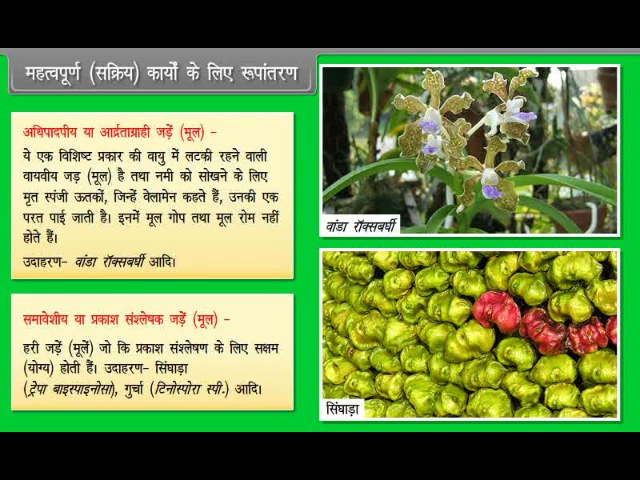 महत्वपूर्ण (सक्रिय) कार्यों के लिए रूपांतरण
अधिपादपीय या आर्द्रताग्राही जड़ें (मूल) -
ये एक विशिष्ट प्रकार की वायु में लटकी रहने वाली
वायवीय जड़ (मूल) है तथा नमी को सोखने के लिए
मृत स्पंजी ऊतकों, जिन्हें वेलामेन कहते हैं, उनकी एक
परत पाई जाती है। इनमें मूल गोप तथा मूल रोम नहीं
होते हैं।
उदाहरण- वांडा रॉक्सबर्घी आदि।
समावेशीय या प्रकाश संश्लेषक जड़ें (मूल) -
हरी जड़ें (मूलें) जो कि प्रकाश संश्लेषण के लिए सक्षम
(योग्य) होती हैं। उदाहरण- सिंघाड़ा
(ट्रेपा बाइस्पाइनोसा), गुर्चा (टिनोस्पोरा स्पी.) आदि।
वांडा रॉक्सबर्घी
सिंघाड़ा